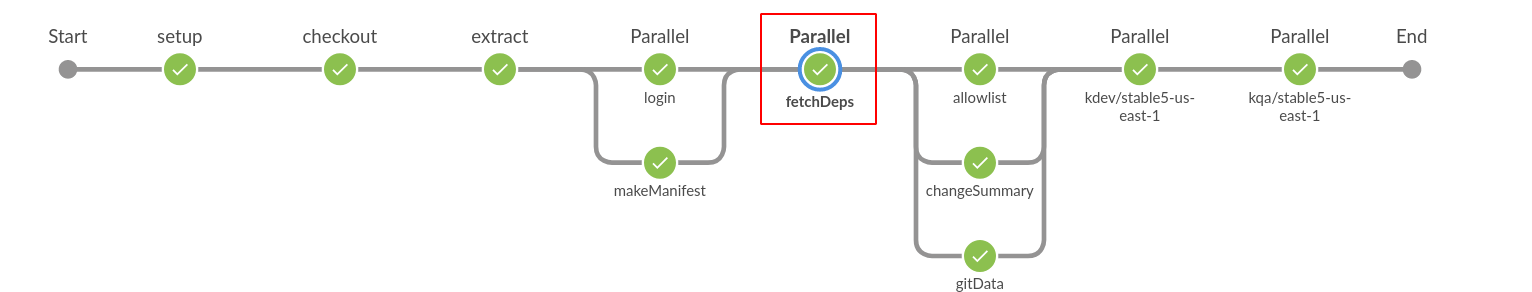 Start
setup
checkout
extract
Parallel
Parallel
Parallel
Parallel
Parallel
End
login
fetchDeps
allowlist
kdev/stable5-us-
east-1
kqa/stable5-us-
east-1
makeManifest
changeSummary
gitData